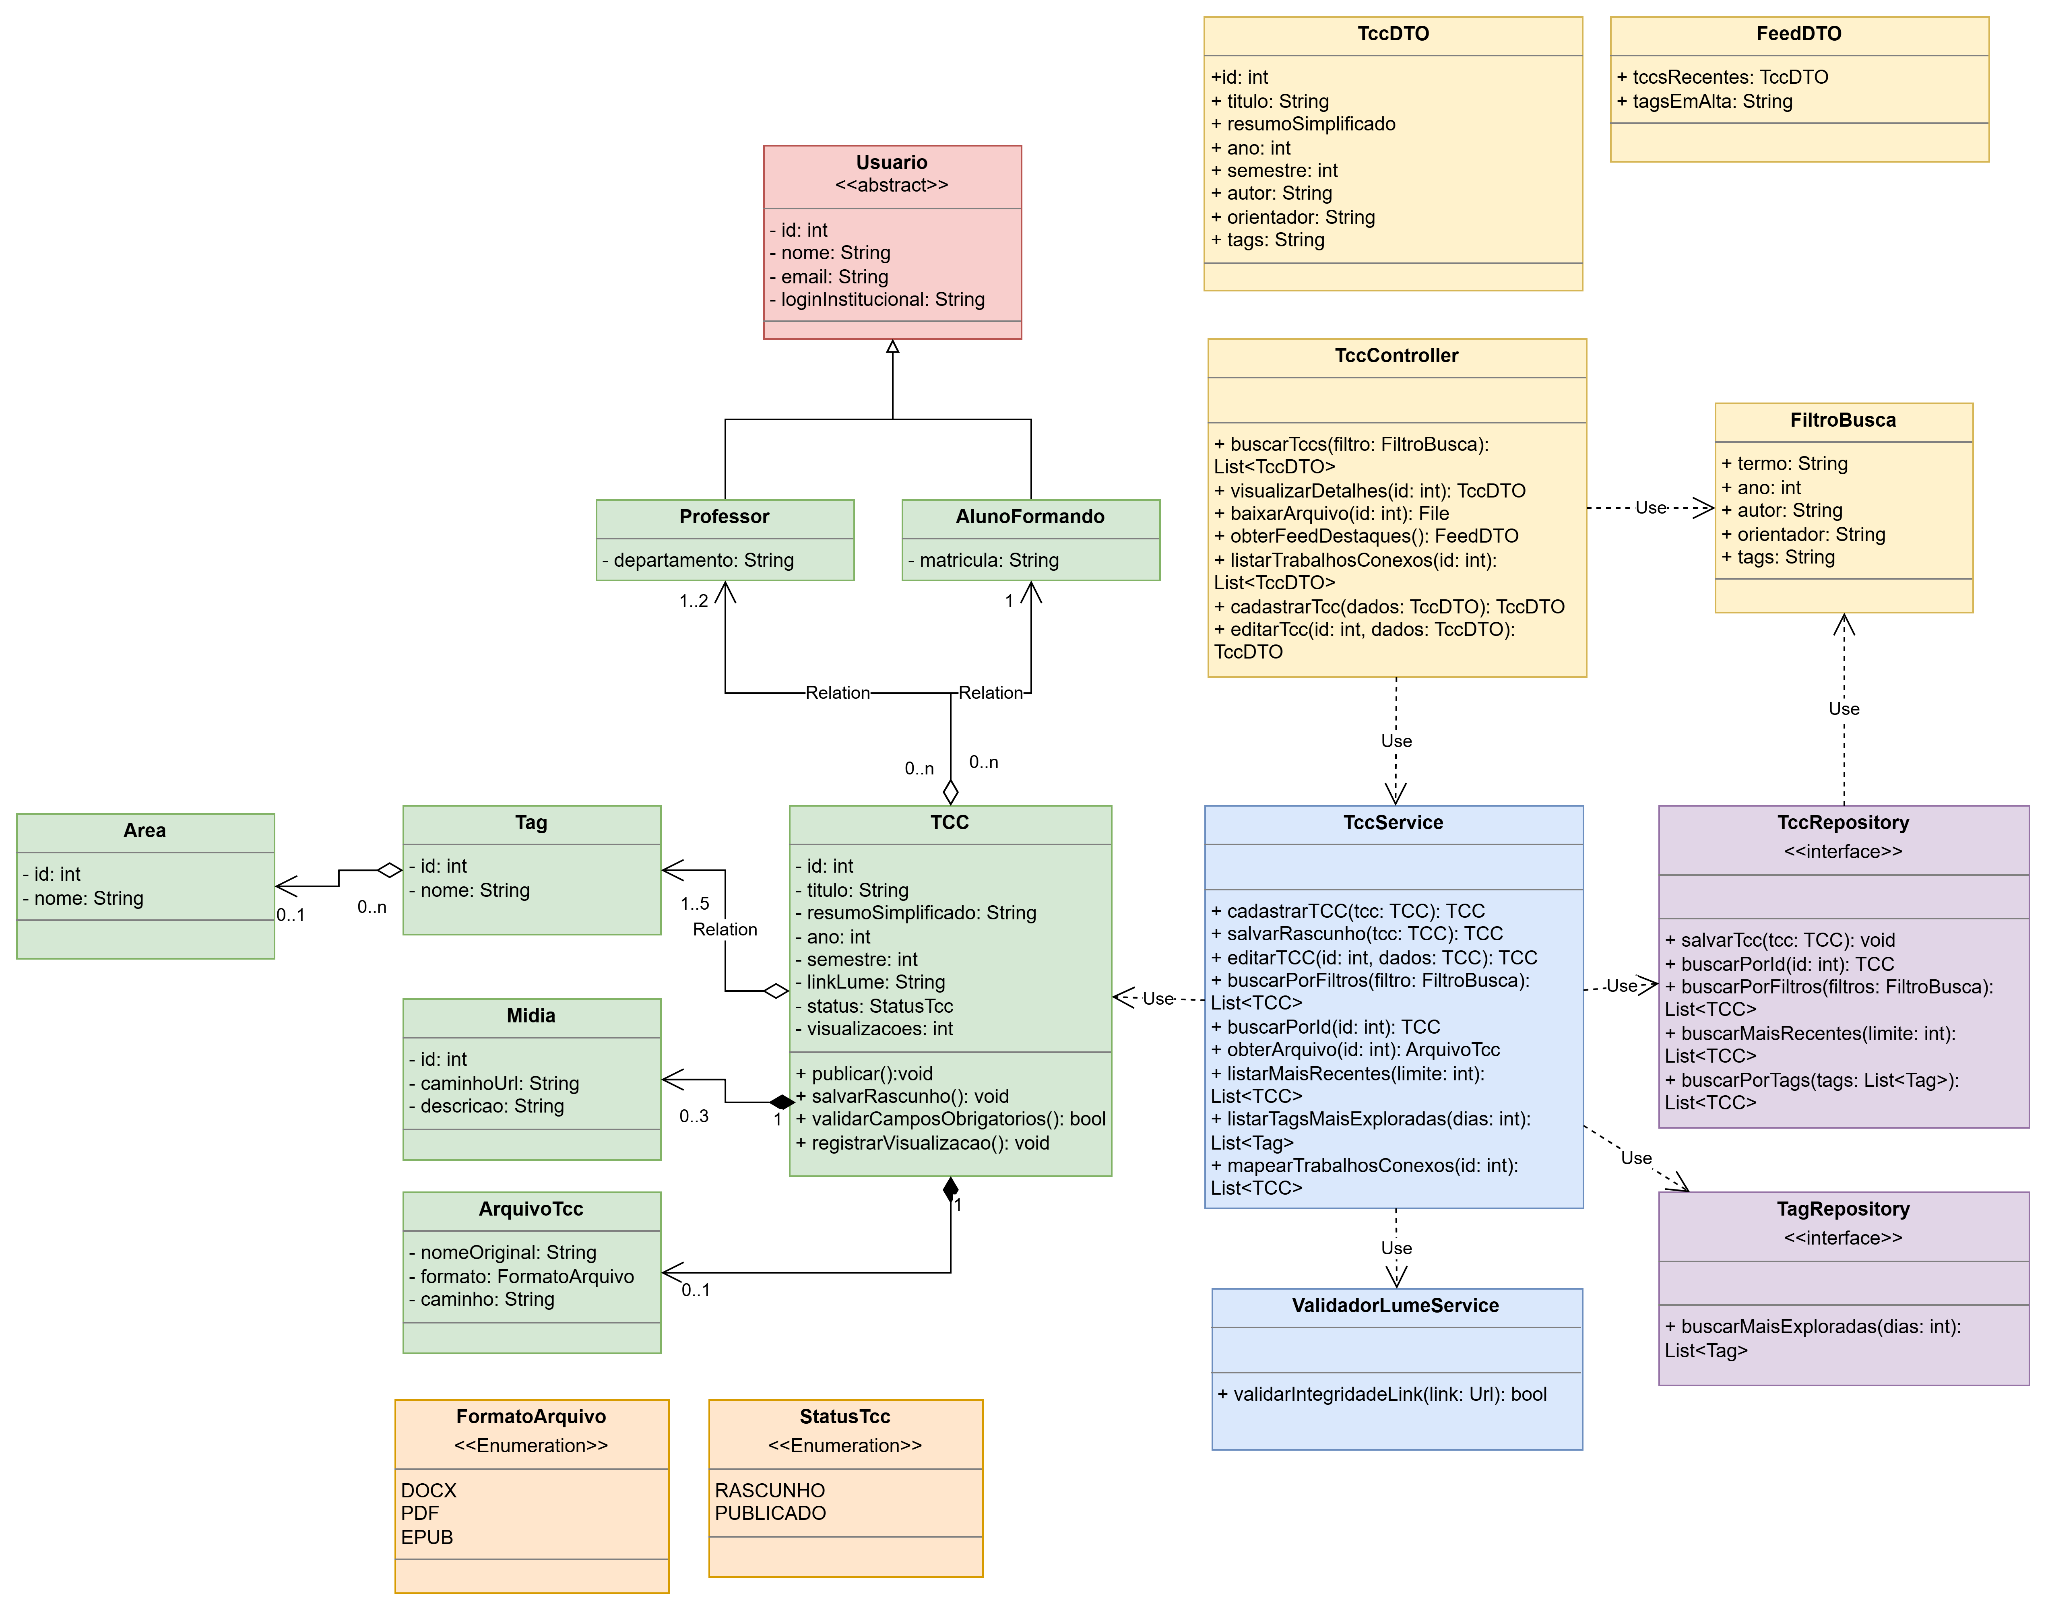 TccDTO
+id: int
+ titulo: String
+ resumoSimplificado
+ ano: int
+ semestre: int
+ autor: String
+ orientador: String
+ tags: String
FeedDTO
+ tccsRecentes: TccDTO
+ tagsEmAlta: String
Usuario
<<abstract>>
- id: int
- nome: String
- email: String
- loginInstitucional: String
TccController
+ buscarTccs(filtro: FiltroBusca):
List<TccDTO>
+ visualizarDetalhes(id: int): TccDTO
+ baixarArquivo(id: int): File
+ obterFeedDestaques(): FeedDTO
+ listarTrabalhosConexos(id: int):
List<TccDTO>
+ cadastrarTcc(dados: TccDTO): TccDTO
+ editarTcc(id: int, dados: TccDTO):
TccDTO
Use
FiltroBusca
+ termo: String
+ ano: int
+ autor: String
+ orientador: String
+ tags: String
Professor
- departamento: String
AlunoFormando
- matricula: String
1..2
1
Relation
Relation
0..n
0..n
Use
Use
Area
- id: int
- nome: String
0..1
0..n
Tag
- id: int
- nome: String
1..5
Relation
TCC
- id: int
- titulo: String
- resumoSimplificado: String
- ano: int
- semestre: int
- linkLume: String
- status: StatusTcc
- visualizacoes: int
+ publicar():void
+ salvarRascunho(): void
+ validarCamposObrigatorios(): bool
+ registrarVisualizacao(): void
Use
TccService
+ cadastrarTCC(tcc: TCC): TCC
+ salvarRascunho(tcc: TCC): TCC
+ editarTCC(id: int, dados: TCC): TCC
+ buscarPorFiltros(filtro: FiltroBusca):
List<TCC>
+ buscarPorId(id: int): TCC
+ obterArquivo(id: int): ArquivoTcc
+ listarMaisRecentes(limite: int):
List<TCC>
+ listarTagsMaisExploradas(dias: int):
List<Tag>
+ mapearTrabalhosConexos(id: int):
List<TCC>
Use
TccRepository
<<interface>>
+ salvarTcc(tcc: TCC): void
+ buscarPorId(id: int): TCC
+ buscarPorFiltros(filtros: FiltroBusca):
List<TCC>
+ buscarMaisRecentes(limite: int):
List<TCC>
+ buscarPorTags(tags: List<Tag>):
List<TCC>
Midia
- id: int
- caminhoUrl: String
- descricao: String
0..3
1
ArquivoTcc
- nomeOriginal: String
- formato: FormatoArquivo
- caminho: String
0..1
1
Use
Use
TagRepository
<<interface>>
+ buscarMaisExploradas(dias: int):
List<Tag>
ValidadorLumeService
+ validarIntegridadeLink(link: Url): bool
FormatoArquivo
<<Enumeration>>
DOCX
PDF
EPUB
StatusTcc
<<Enumeration>>
RASCUNHO
PUBLICADO